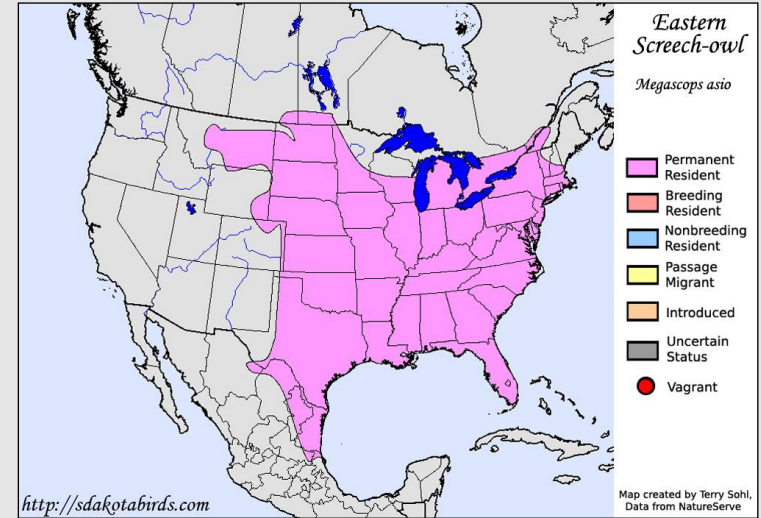 Eastern
Screech-owl
Megascops asio
Permanent
Resident
Breeding
Resident
Nonbreeding
Resident
Passage
Migrant
Introduced
Uncertain
Status
Vagrant
Map created by Terry Sohl,
Data from NatureServe
http://sdakotabirds.com